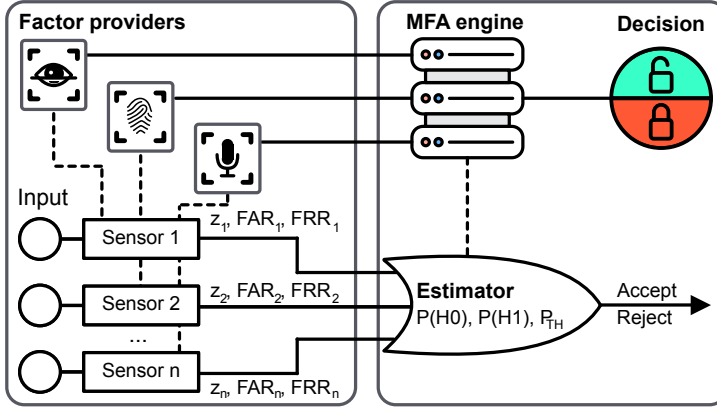 Factor providers
MFA engine
Decision
Input
Sensor 1
z1, FAR1, FRR1
Sensor 2
z2, FAR2, FRR2
...
Sensor n
zn, FARn, FRRn
Estimator
P(H0), P(H1), PTH
Accept
Reject